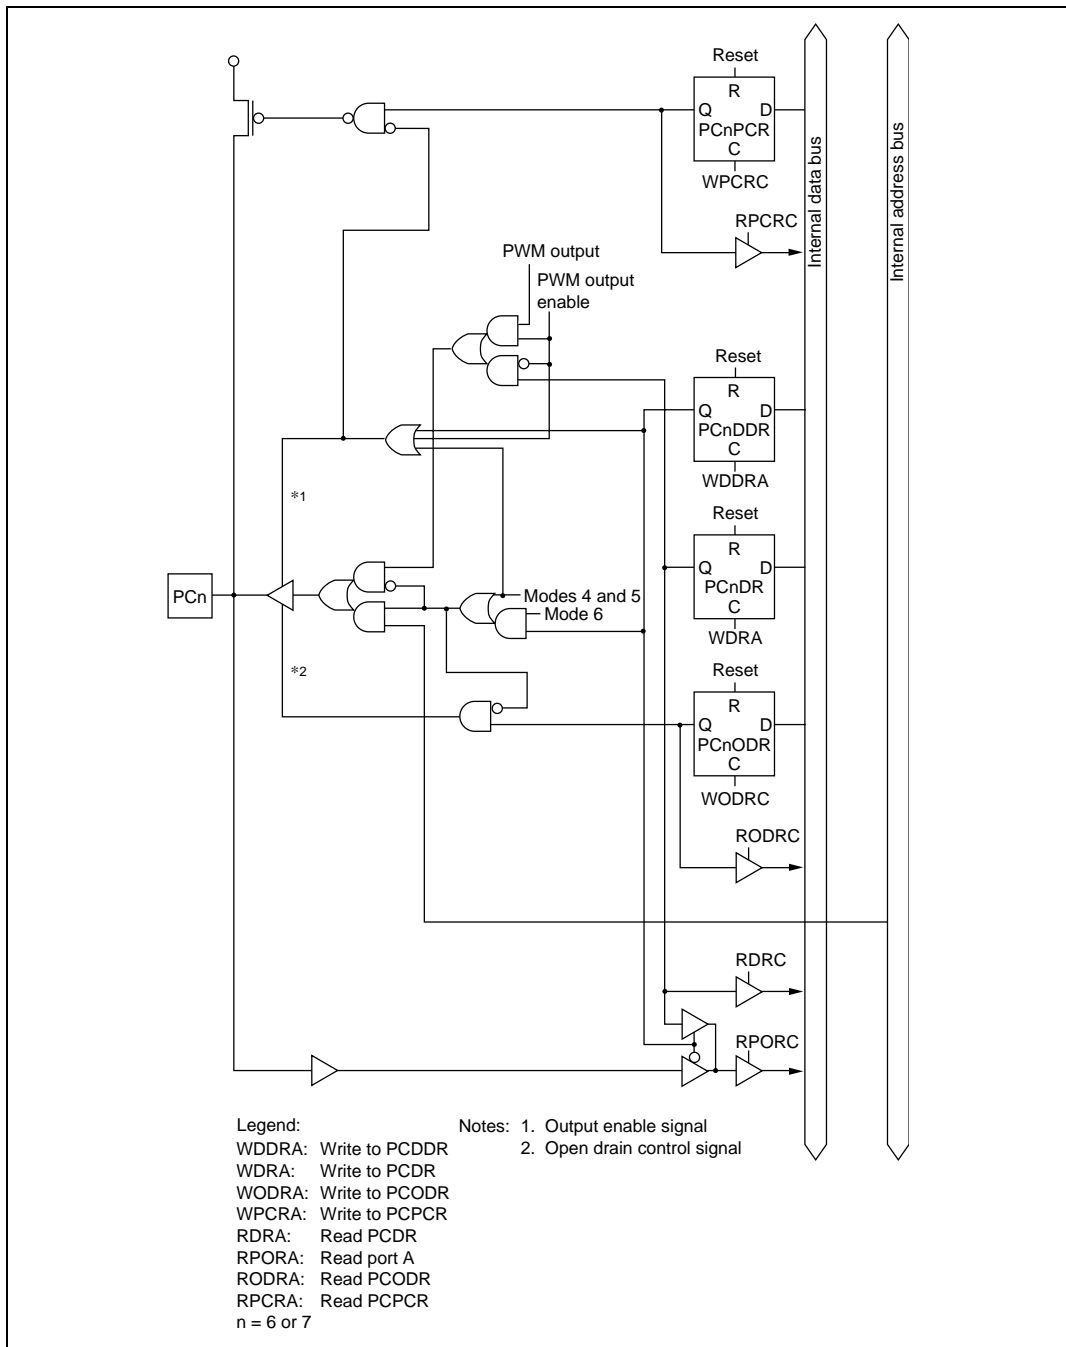 Reset
R
Q D
PCnPCR
C
WPCRC
RPCRC
Internal data bus
Internal address bus
PWM output
PWM output
enable
Reset
R
Q D
PCnDDR
C
WDDRA
*1
Reset
R
Q D
PCnDR
C
WDRA
PCn
Modes 4 and 5
Mode 6
*2
Reset
R
Q D
PCnODR
C
WODRC
RODRC
RDRC
RPORC
Legend:
WDDRA: Write to PCDDR
WDRA: Write to PCDR
WODRA: Write to PCODR
WPCRA: Write to PCPCR
RDRA: Read PCDR
RPORA: Read port A
RODRA: Read PCODR
RPCRA: Read PCPCR
n = 6 or 7
Notes: 1. Output enable signal
2. Open drain control signal